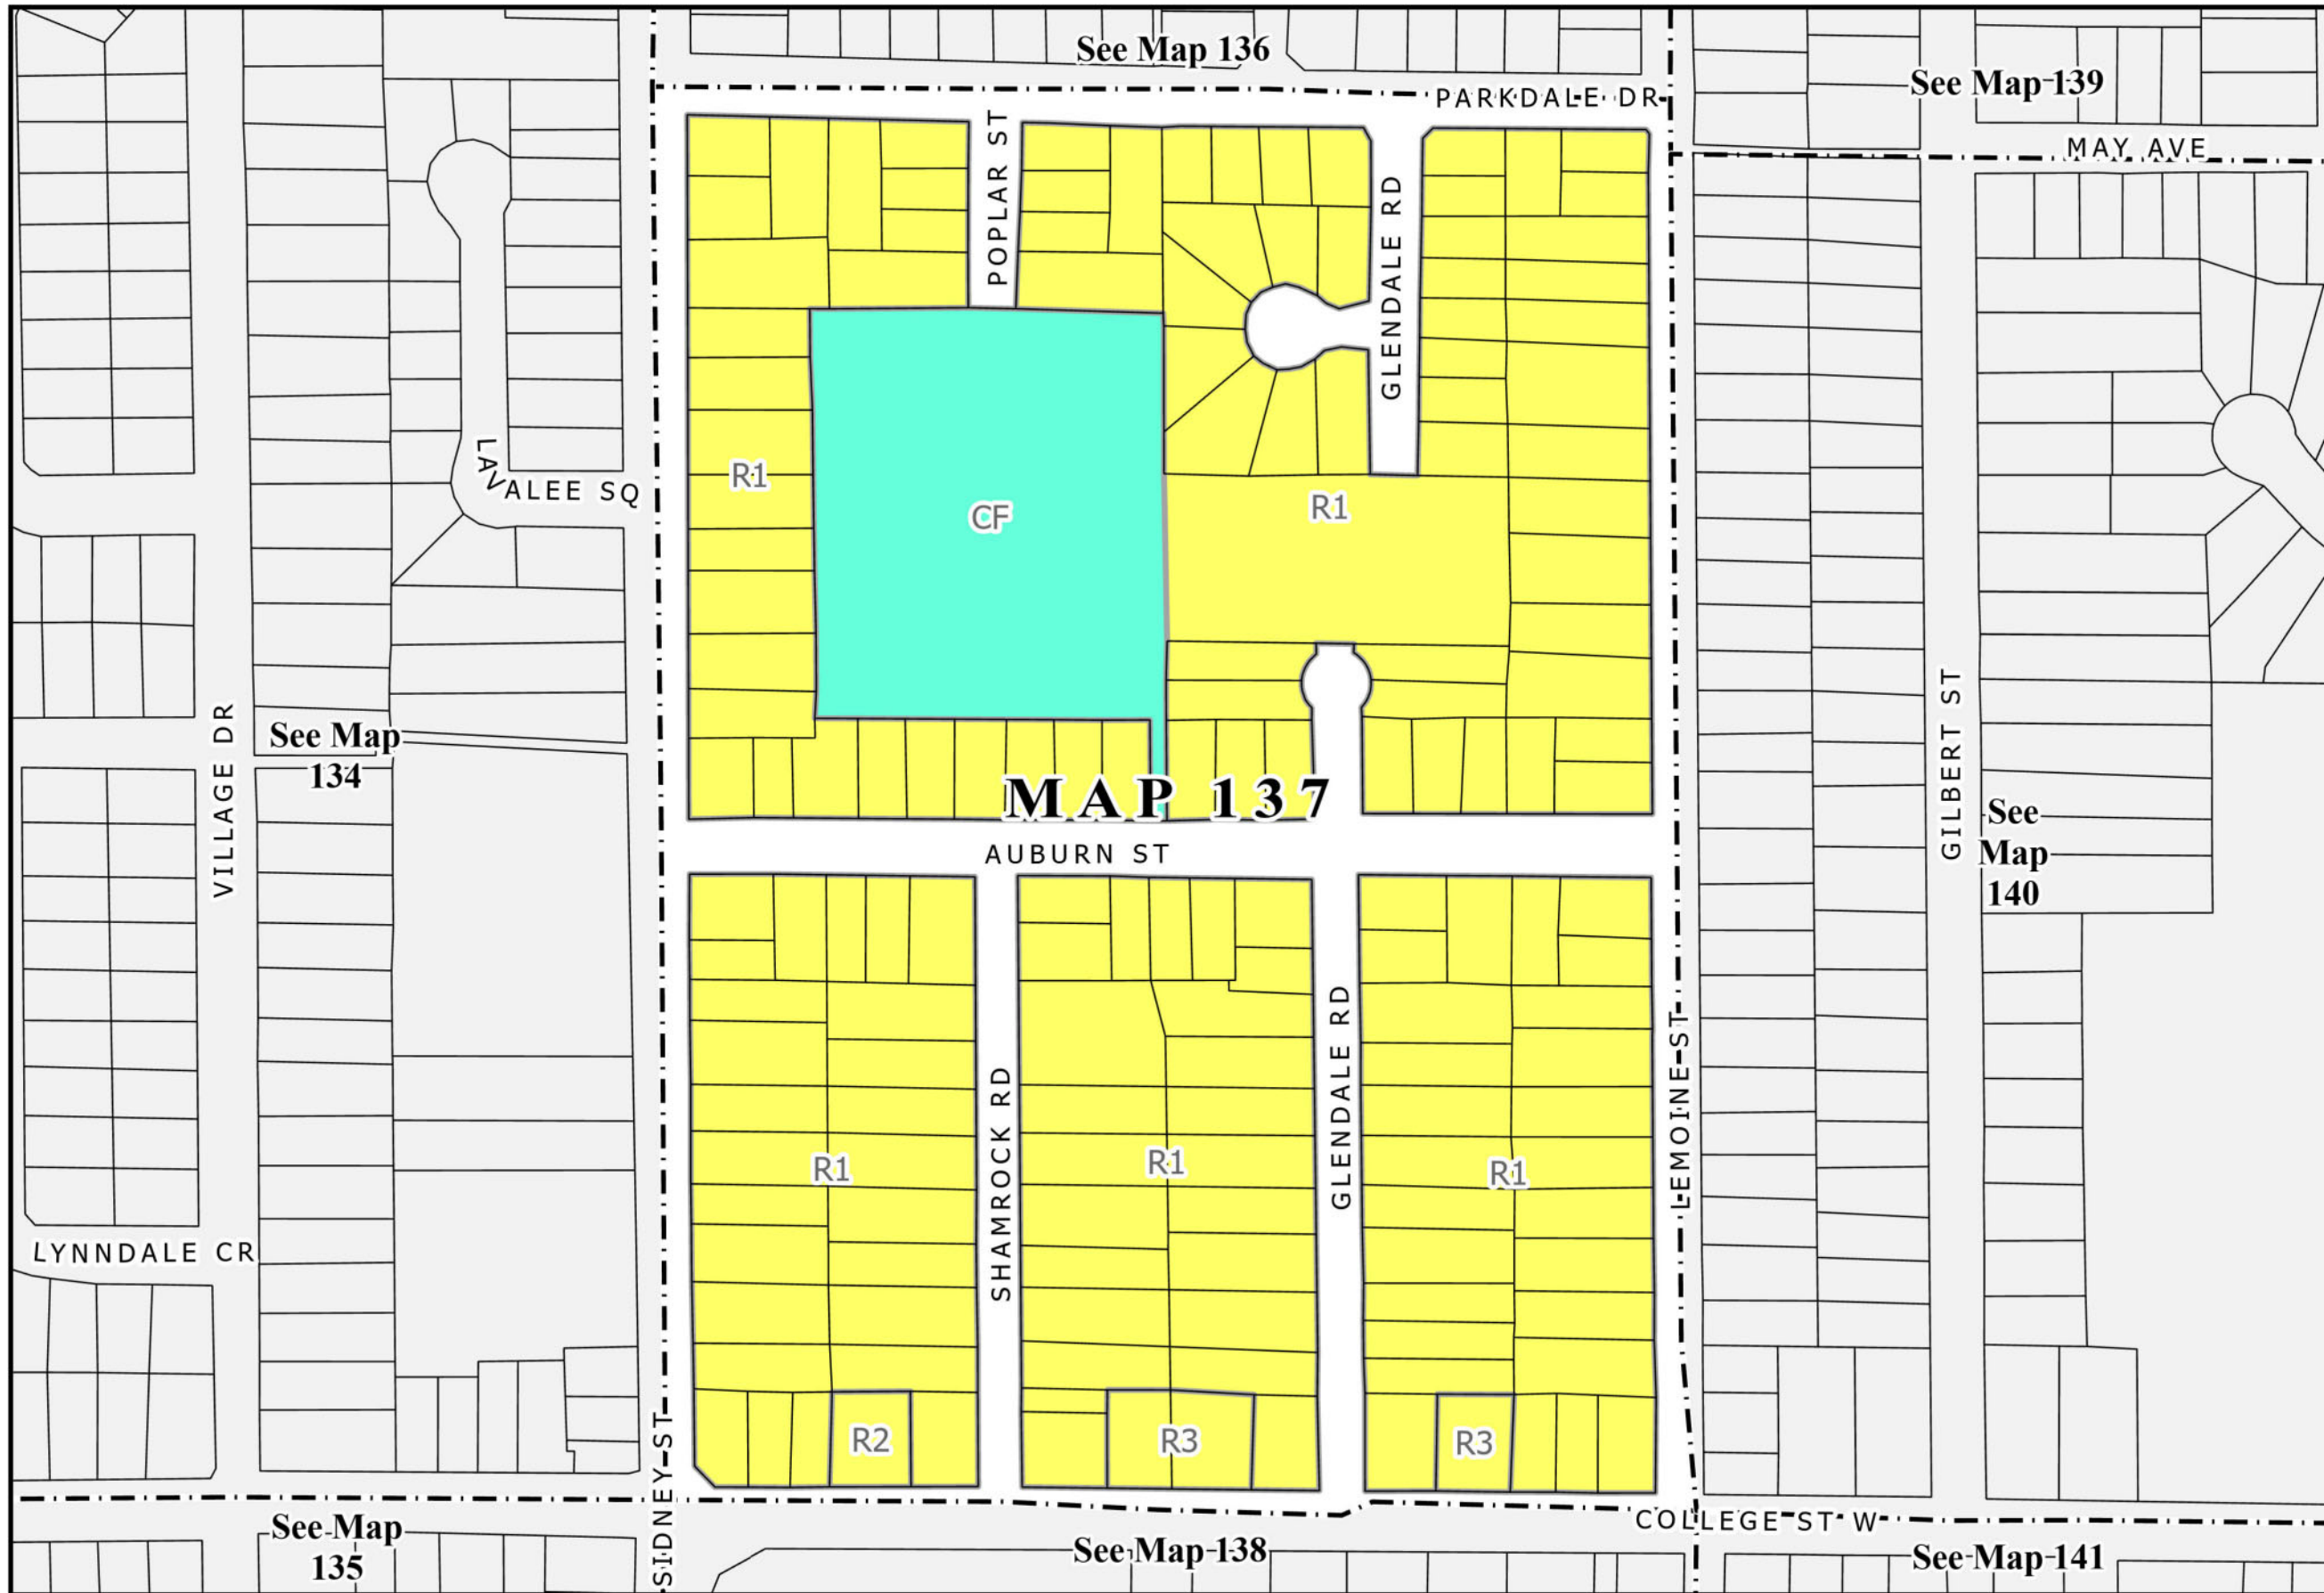 See Map 136
See Map 139
PARKDALE DR
MAY AVE
POPLAR ST
GLENDALE RD
R1
LAVALEE SQ
CF
R1
VILLAGE DR
See Map
134
GILBERT ST
MAP 137
See
Map
140
AUBURN ST
SHAMROCK RD
GLENDALE RD
LEMOINE ST
R1
R1
R1
LYNNDALE CR
R2
R3
R3
SIDNEY ST
See Map
135
See Map 138
COLLEGE ST W
See Map 141